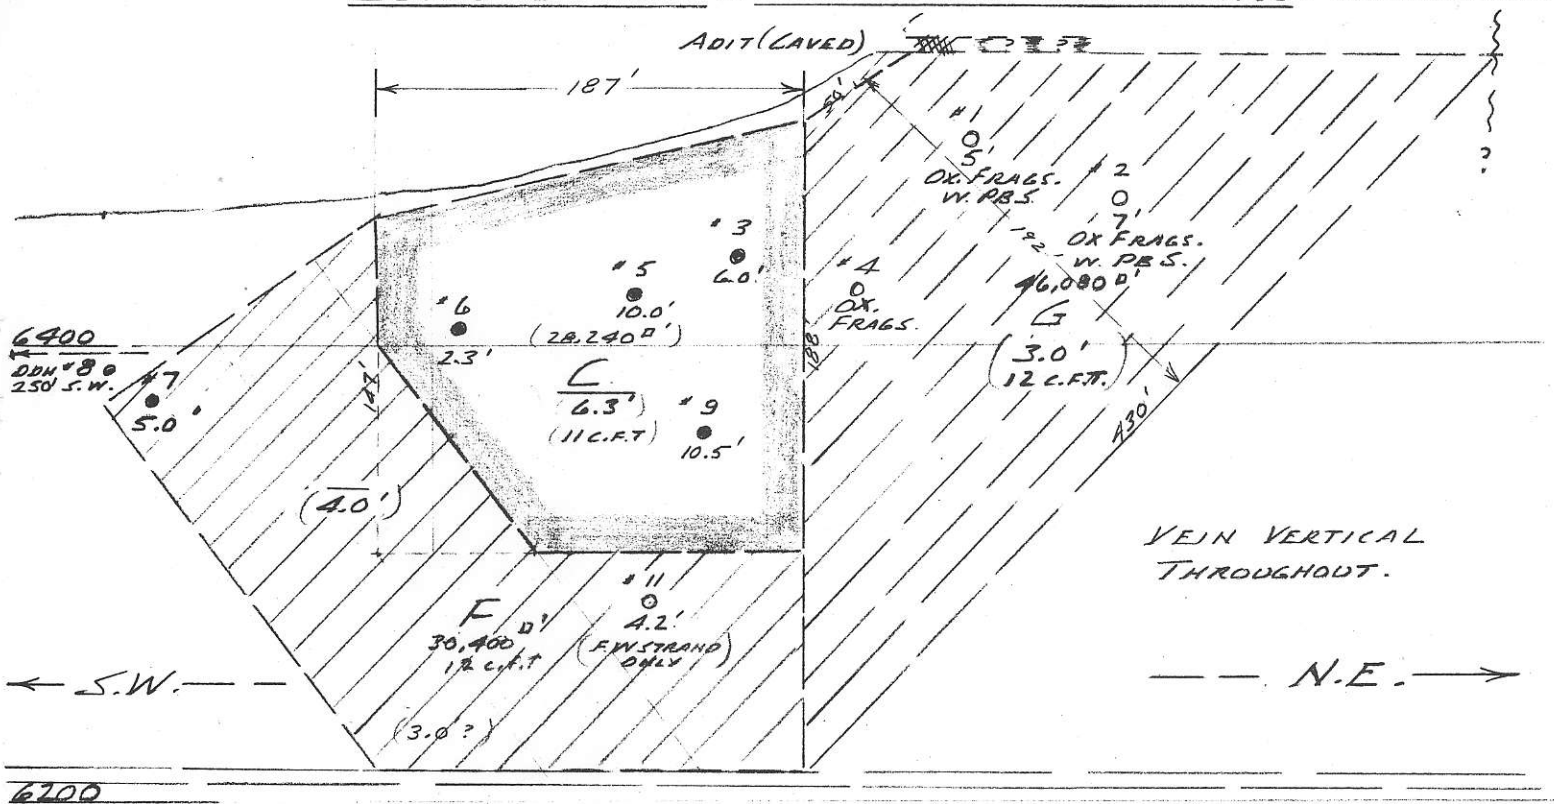 ADIT (CAVED)
187'
50'
#1
5'
OX. FRAGS.
W. PBS.
#2
7'
OX FRAGS.
W. PBS.
192
46,080 □'
G
(3.0')
12 C.F.T.
430'
?
#3
6.0'
#4
OX.
FRAGS.
188'
#5
10.0'
(28,240 □')
C
6.3'
(11 C.F.T)
#6
2.3'
#9
10.5'
6400
DDH #8
250' S.W.
#7
5.0'
147'
(4.0')
VEIN VERTICAL
THROUGHOUT.
#11
4.2'
(F.W STRAND)
ONLY
F
30,400 □'
12 C.F.T
(3.0 ?)
S.W.
N.E.
6200